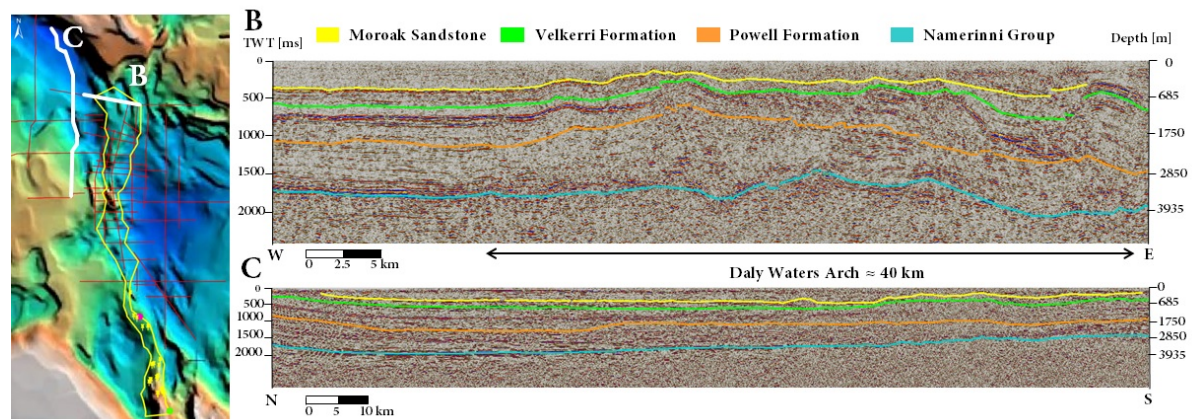 N
C
B
B
TWT [ms]
Moroak Sandstone
Velkerri Formation
Powell Formation
Namerinni Group
Depth [m]
0
500
1000
1500
2000
0
685
1750
2850
3935
W
E
0 2.5 5 km
Daly Waters Arch ≈ 40 km
C
0
500
1000
1500
2000
0
685
1750
2850
3935
N
S
0 5 10 km